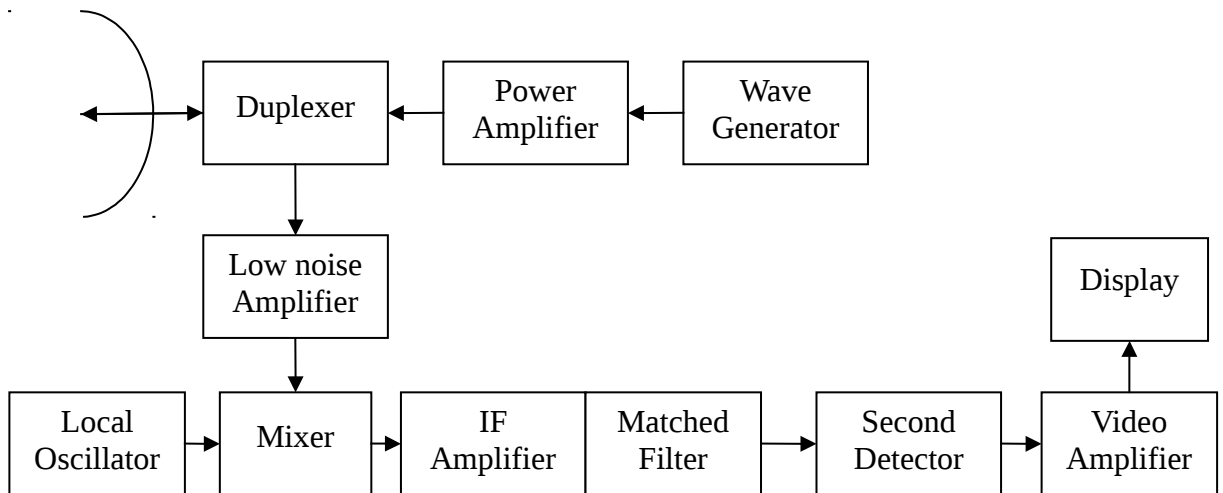 Duplexer
Power
Amplifier
Wave
Generator
Low noise
Amplifier
Display
Local
Oscillator
Mixer
IF
Amplifier
Matched
Filter
Second
Detector
Video
Amplifier